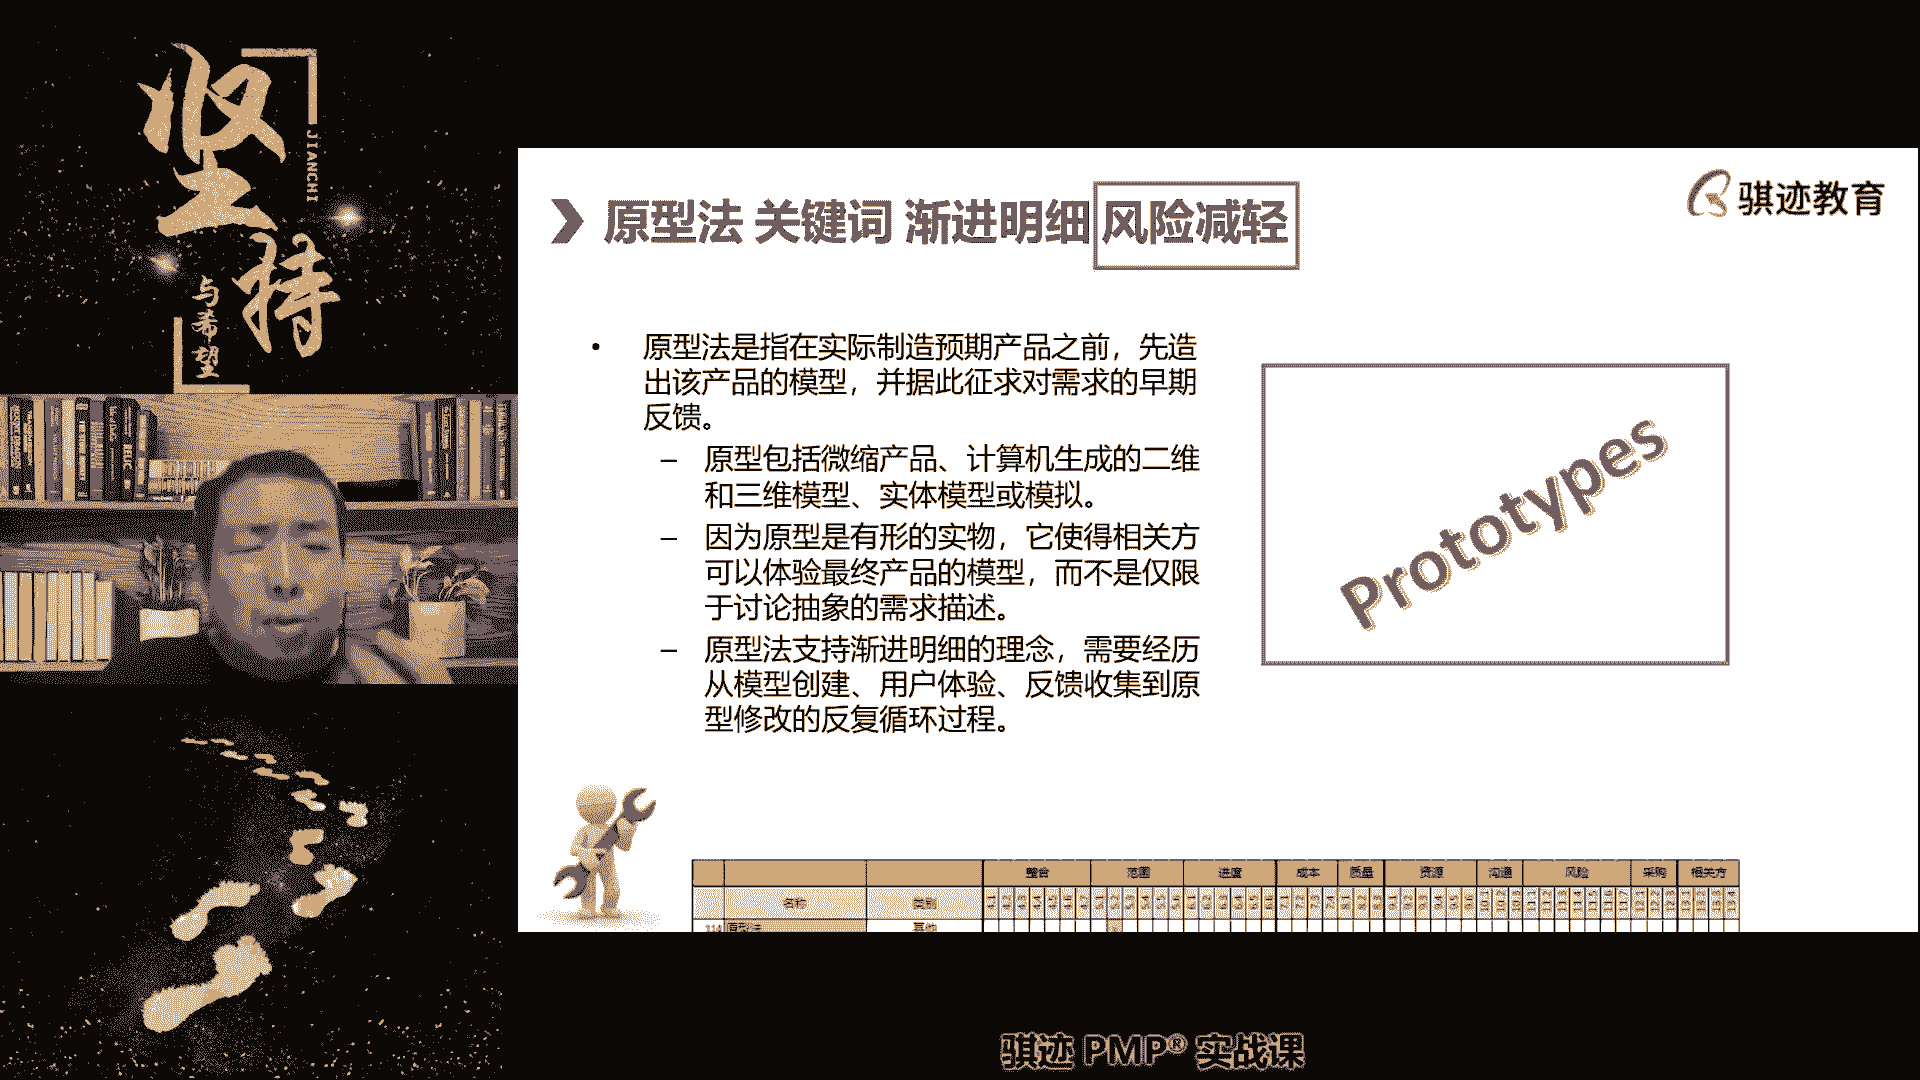 坚持
JIANCHI
与希望
原型法 关键词 渐进明细 风险减轻
骐迹教育
• 原型法是指在实际制造预期产品之前，先造
出该产品的模型，并据此征求对需求的早期
反馈。
– 原型包括微缩产品、计算机生成的二维
和三维模型、实体模型或模拟。
– 因为原型是有形的实物，它使得相关方
可以体验最终产品的模型，而不是仅限
于讨论抽象的需求描述。
– 原型法支持渐进明细的理念，需要经历
从模型创建、用户体验、反馈收集到原
型修改的反复循环过程。
Prototypes
整合 范围 进度 成本 质量 资源 沟通 风险 采购 相关方
名称 类别
114 原型法 其他
骐迹 PMP® 实战课